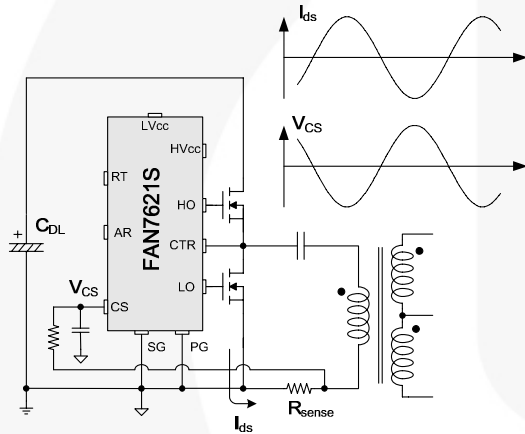 Ids
VCS
LVcc
HVcc
RT
HO
AR
CTR
FAN7621S
CDL
+
VCS
LO
CS
SG
PG
Rsense
Ids